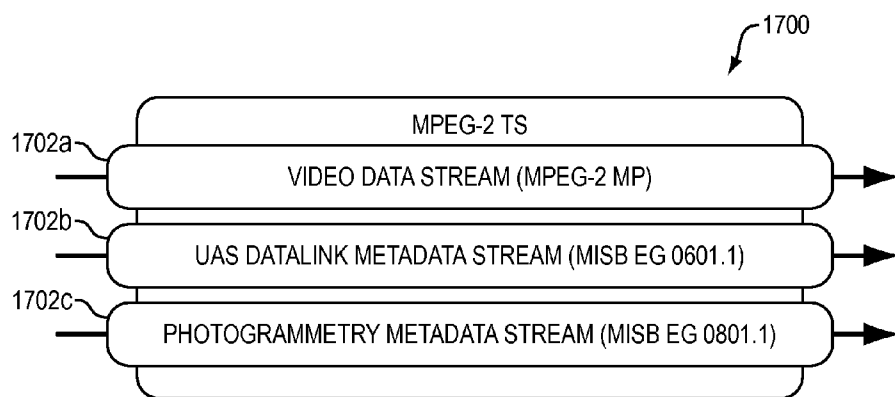 1700
MPEG-2 TS
1702a
VIDEO DATA STREAM (MPEG-2 MP)
1702b
UAS DATALINK METADATA STREAM (MISB EG 0601.1)
1702c
PHOTOGRAMMETRY METADATA STREAM (MISB EG 0801.1)